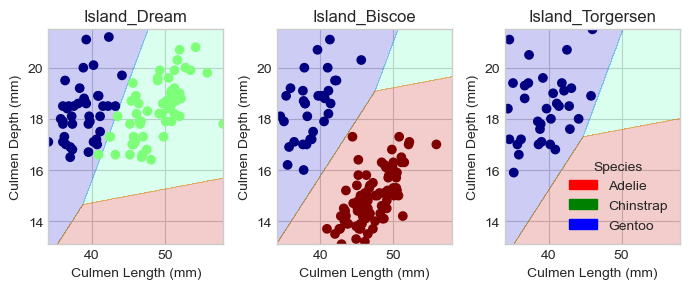 Island_Dream
Island_Biscoe
Island_Torgersen
Culmen Depth (mm)
20
18
16
14
40
50
Culmen Length (mm)
Culmen Depth (mm)
20
18
16
14
40
50
Culmen Length (mm)
Culmen Depth (mm)
20
18
16
14
40
50
Culmen Length (mm)
Species
Adelie
Chinstrap
Gentoo